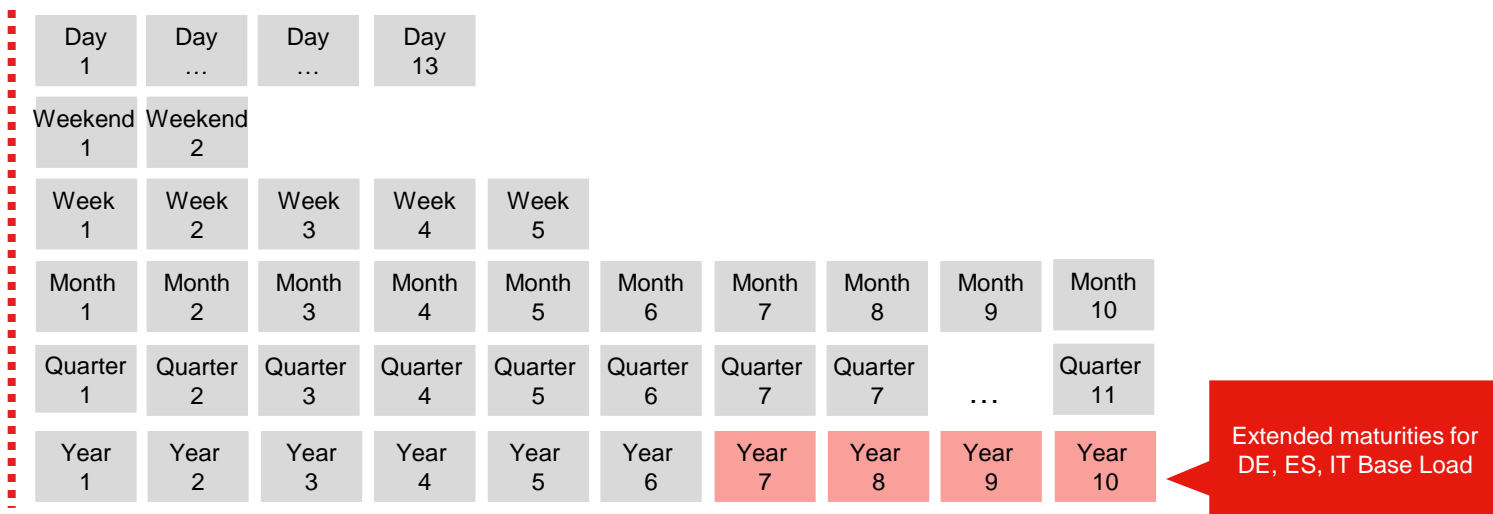 Day Day Day Day
1 … … 13
Weekend Weekend
1 2
Week Week Week Week Week
1 2 3 4 5
Month Month Month Month Month Month Month Month Month Month
1 2 3 4 5 6 7 8 9 10
Quarter Quarter Quarter Quarter Quarter Quarter Quarter Quarter Quarter
1 2 3 4 5 6 7 7 … 11
Year Year Year Year Year Year Year Year Year Year
1 2 3 4 5 6 7 8 9 10
Extended maturities for
DE, ES, IT Base Load